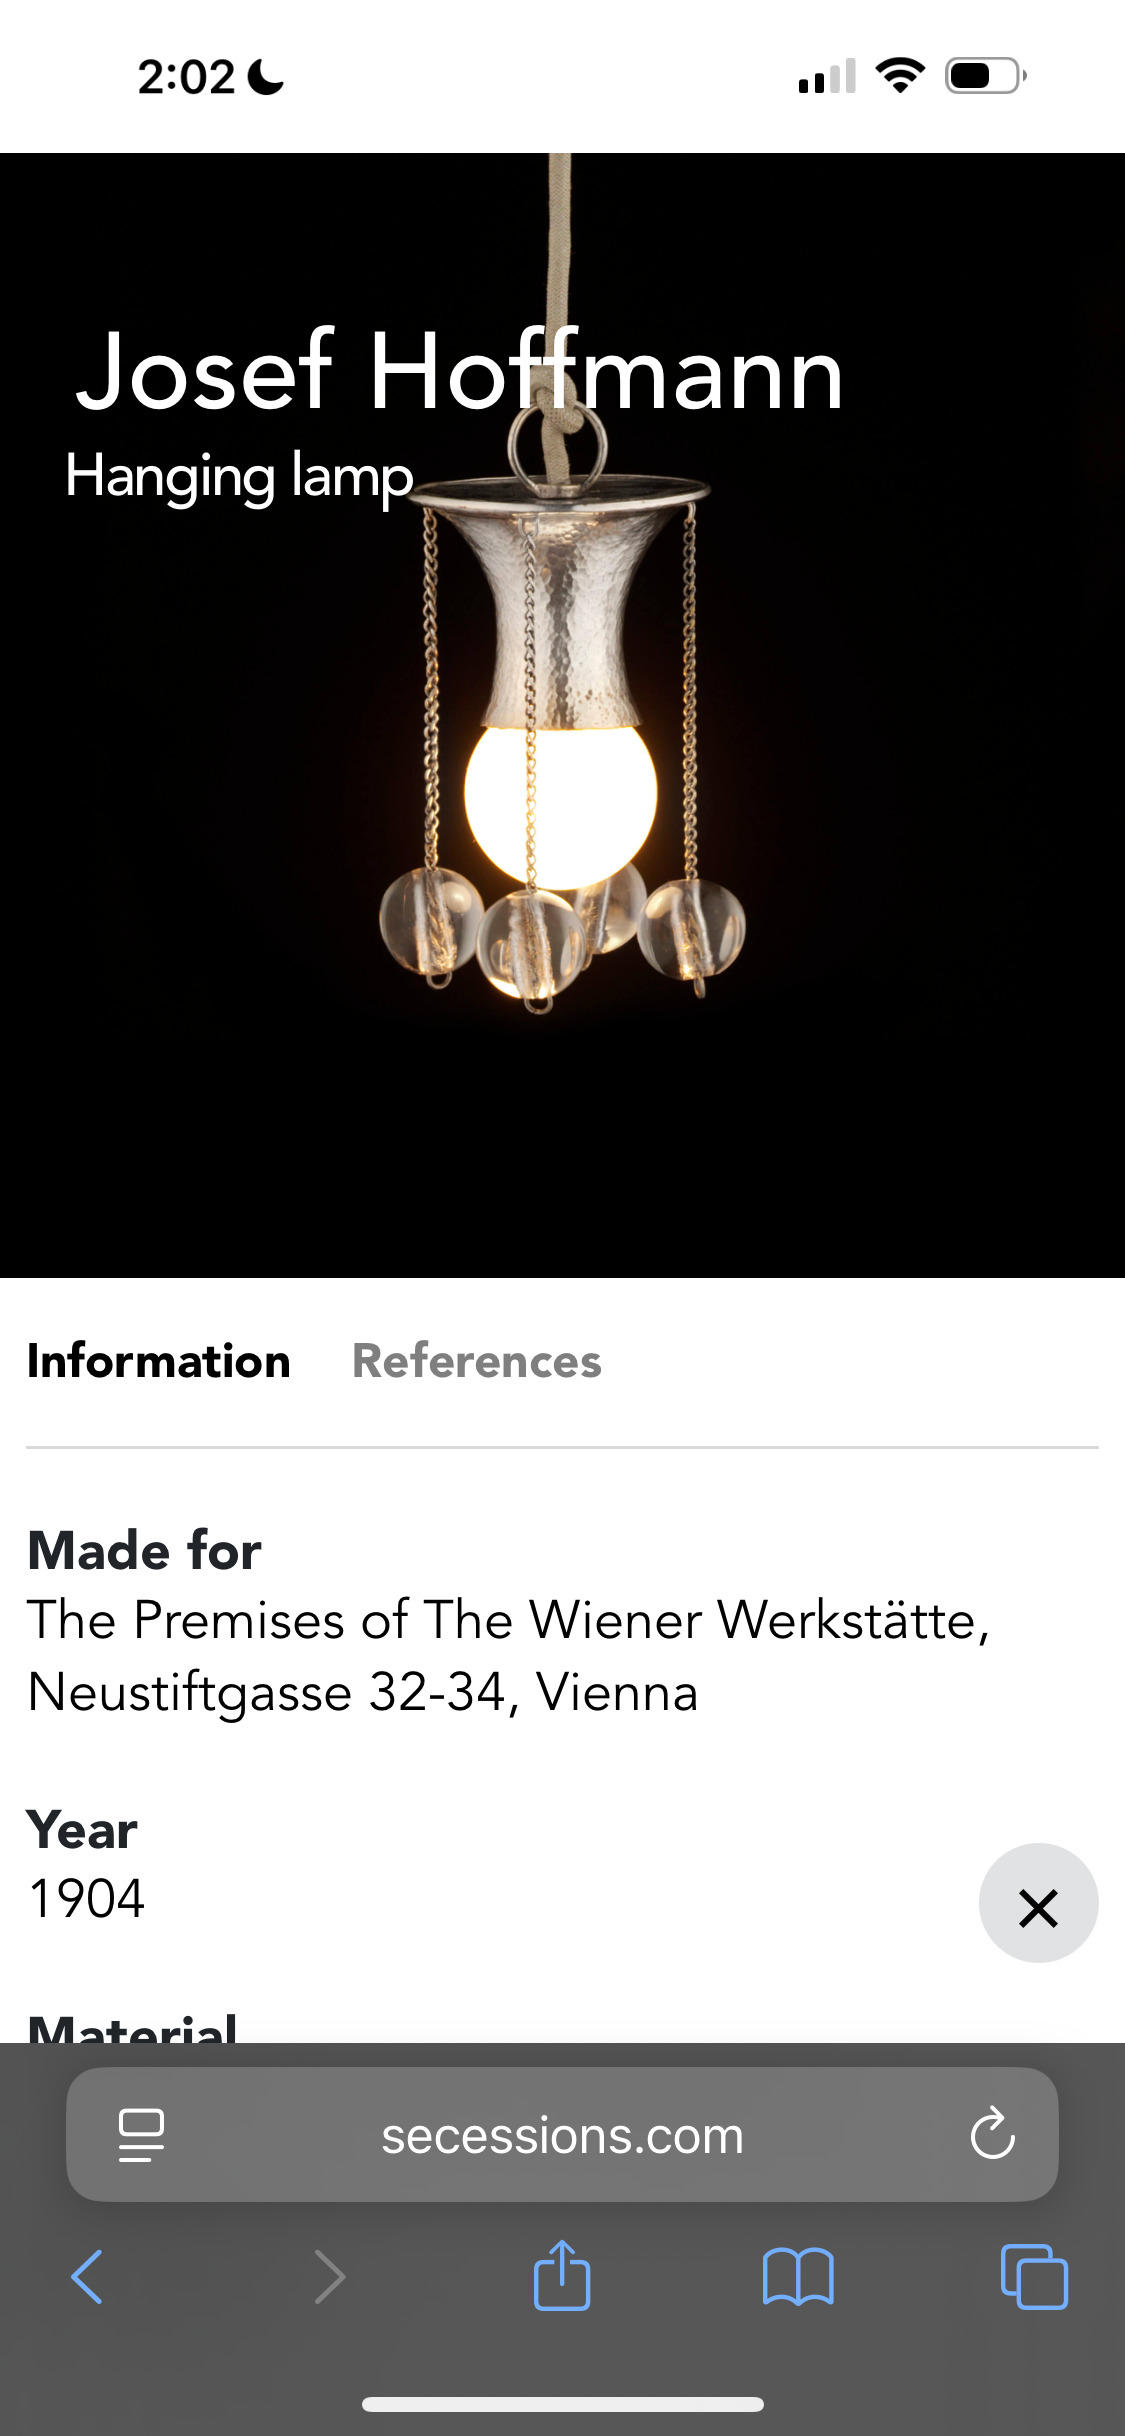 2:02
Josef Hoffmann
Hanging lamp
Information References
Made for
The Premises of The Wiener Werkstätte,
Neustiftgasse 32-34, Vienna
Year
1904
Material
secessions.com